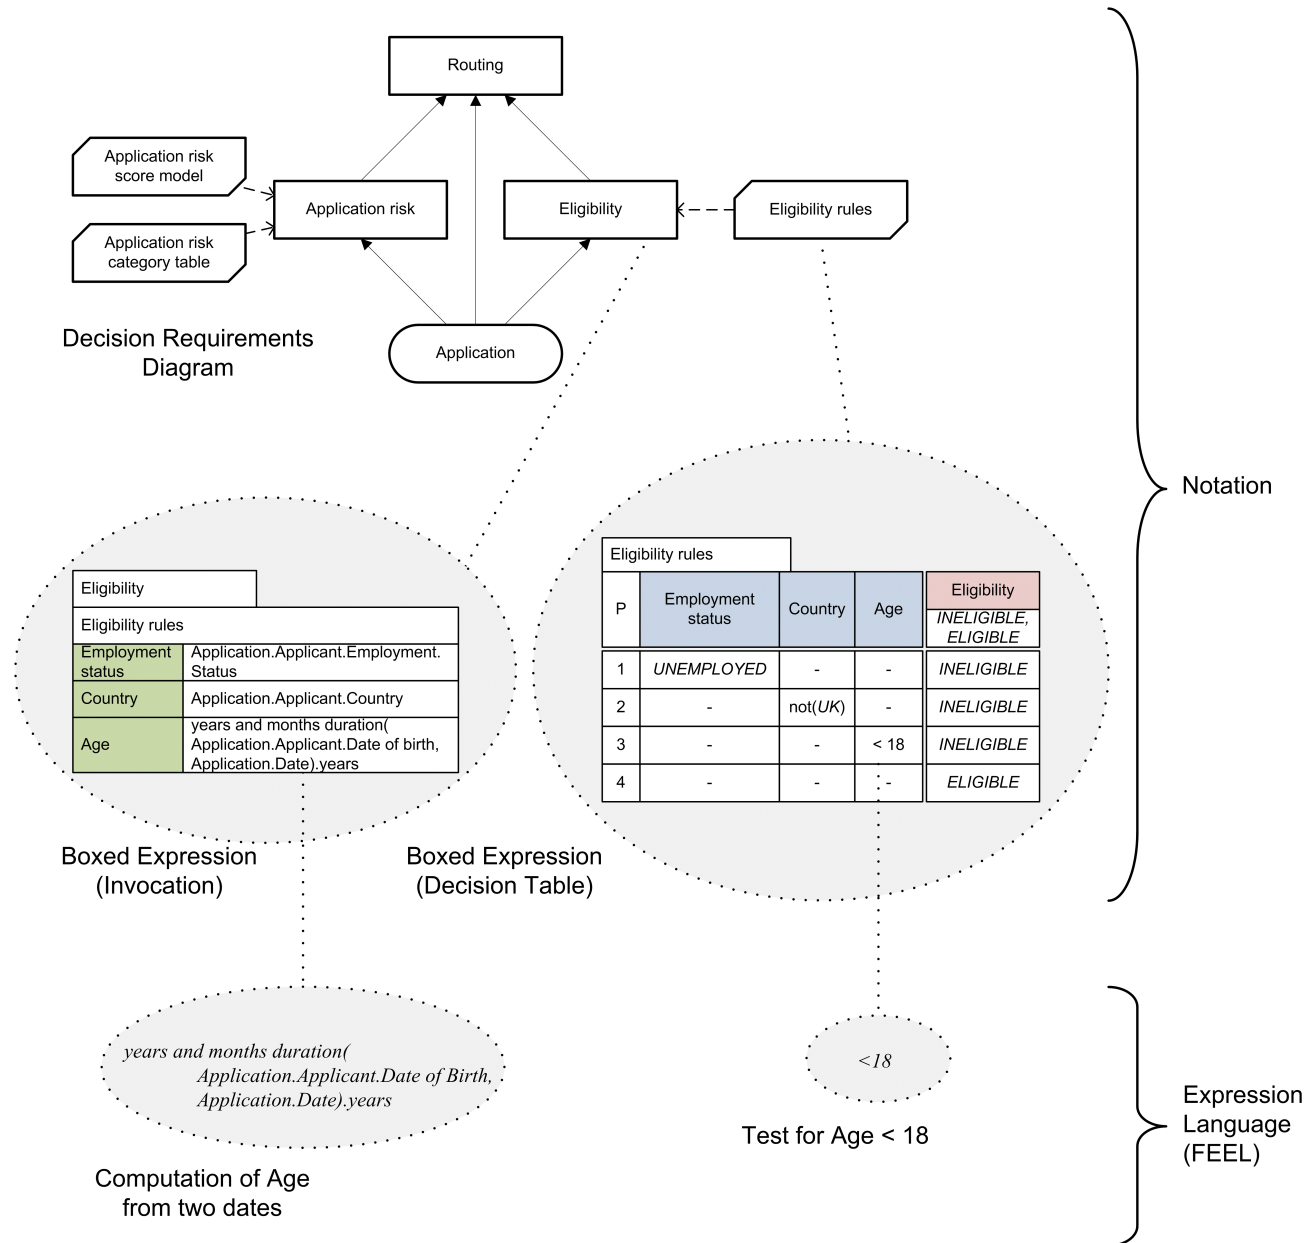 Routing
Application risk
score model
Application risk
Eligibility
Eligibility rules
Application risk
category table
Decision Requirements
Diagram
Application
Notation
Eligibility
Eligibility rules
Employment
status
Application.Applicant.Employment.
Status
Country
Application.Applicant.Country
Age
years and months duration(
Application.Applicant.Date of birth,
Application.Date).years
Boxed Expression
(Invocation)
Eligibility rules
P
Employment
status
Country
Age
Eligibility
INELIGIBLE,
ELIGIBLE
1 UNEMPLOYED - - INELIGIBLE
2 - not(UK) - INELIGIBLE
3 - - < 18 INELIGIBLE
4 - - - ELIGIBLE
Boxed Expression
(Decision Table)
years and months duration(
Application.Applicant.Date of Birth,
Application.Date).years
Computation of Age
from two dates
<18
Test for Age < 18
Expression
Language
(FEEL)